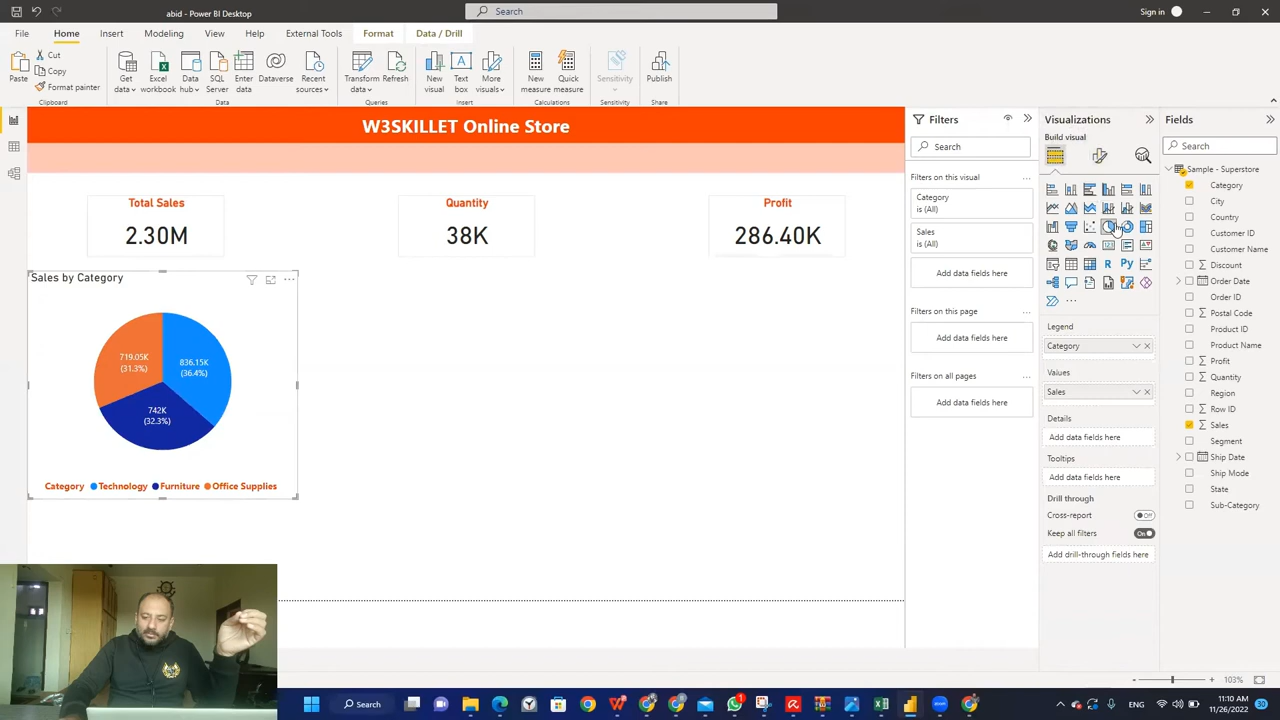 abid - Power BI Desktop
Search
Sign in
File
Home
Insert
Modeling
View
Help
External Tools
Format
Data / Drill
Paste
Cut
Copy
Format painter
Clipboard
Get data
Excel workbook
Data hub
SQL Server
Enter data
Dataverse
Recent sources
Data
Transform data
Refresh
Queries
New visual
Text box
More visuals
Insert
New measure
Quick measure
Calculations
Sensitivity
Sensitivity
Publish
Share
W3SKILLET Online Store
Total Sales
2.30M
Quantity
38K
Profit
286.40K
Sales by Category
719.05K
(31.3%)
836.15K
(36.4%)
742K
(32.3%)
Category Technology Furniture Office Supplies
Filters
Search
Filters on this visual
Category
is (All)
Sales
is (All)
Add data fields here
Filters on this page
Add data fields here
Filters on all pages
Add data fields here
Visualizations
Build visual
R
Py
Legend
Category
Values
Sales
Details
Add data fields here
Tooltips
Add data fields here
Drill through
Cross-report
Off
Keep all filters
On
Add drill-through fields here
Fields
Search
Sample - Superstore
Category
City
Country
Customer ID
Customer Name
Discount
Order Date
Order ID
Postal Code
Product ID
Product Name
Profit
Quantity
Region
Row ID
Sales
Segment
Ship Date
Ship Mode
State
Sub-Category
103%
Search
1
ENG
11:10 AM
11/26/2022